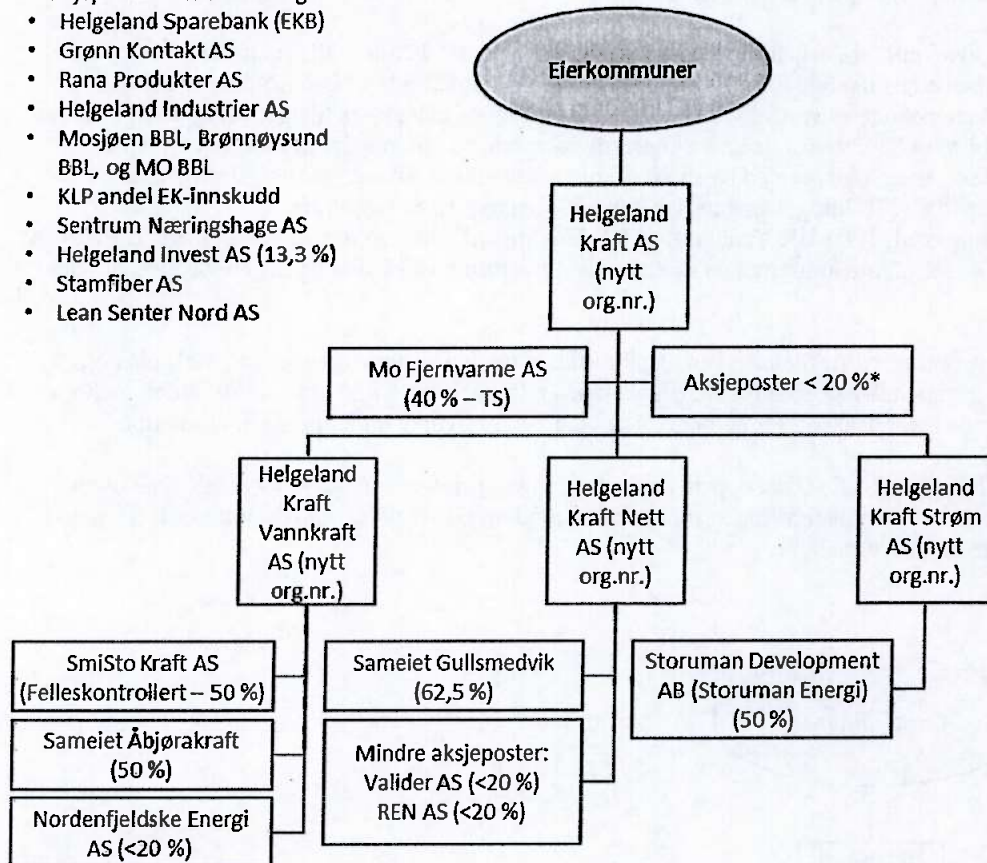 • Helgeland Sparebank (EKB)
• Grønn Kontakt AS
• Rana Produkter AS
• Helgeland Industrier AS
• Mosjøen BBL, Brønnøysund
BBL, og MO BBL
• KLP andel EK-innskudd
Sentrum Næringshage AS
• Helgeland Invest AS (13,3 %)
• Stamfiber AS
• Lean Senter Nord AS
Eierkommuner
Helgeland
Kraft AS
(nytt
org.nr.)
Mo Fjernvarme AS
(40 % – TS)
Aksjeposter < 20 %*
Helgeland
Kraft
Vannkraft
AS (nytt
org.nr.)
Helgeland
Kraft Nett
AS (nytt
org.nr.)
Helgeland
Kraft Strøm
AS (nytt
org.nr.)
SmiSto Kraft AS
(Felleskontrollert – 50 %)
Sameiet Åbjørakraft
(50 %)
Nordenfjeldske Energi
AS (<20 %)
Sameiet Gullsmedvik
(62,5 %)
Mindre aksjeposter:
Valider AS (<20 %)
REN AS (<20 %)
Storuman Development
AB (Storuman Energi)
(50 %)